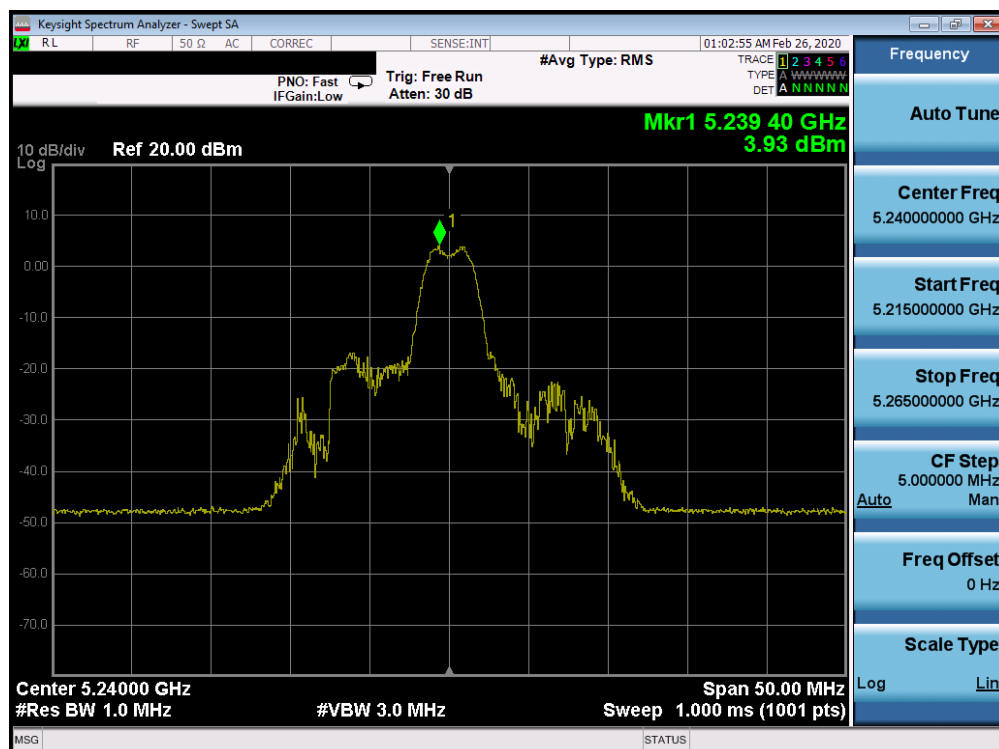 Keysight Spectrum Analyzer - Swept SA
LXI RL RF 50 Ω AC CORREC SENSE:INT 01:02:55 AM Feb 26, 2020
#Avg Type: RMS TRACE 1 2 3 4 5 6
PNO: Fast Trig: Free Run TYPE A WWWWW
IFGain:Low Atten: 30 dB DET A N N N N N
Mkr1 5.239 40 GHz
3.93 dBm
10 dB/div Ref 20.00 dBm
Log
1
10.0
0.00
-10.0
-20.0
-30.0
-40.0
-50.0
-60.0
-70.0
Center 5.24000 GHz Span 50.00 MHz
#Res BW 1.0 MHz #VBW 3.0 MHz Sweep 1.000 ms (1001 pts)
MSG STATUS
Frequency
Auto Tune
Center Freq
5.240000000 GHz
Start Freq
5.215000000 GHz
Stop Freq
5.265000000 GHz
CF Step
5.000000 MHz
Auto Man
Freq Offset
0 Hz
Scale Type
Log Lin